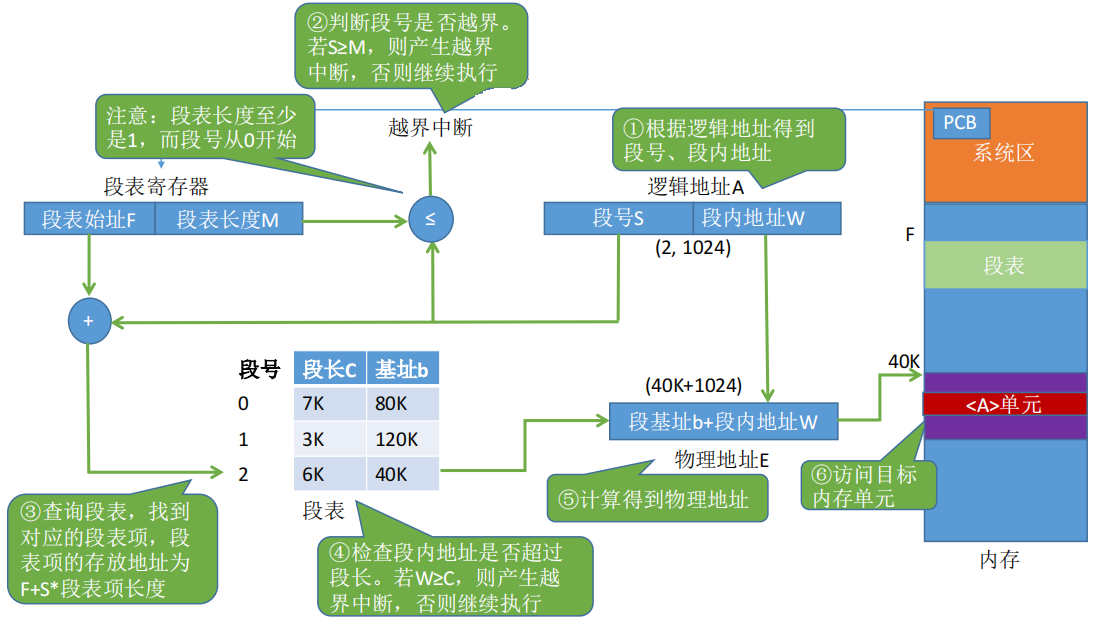 ②判断段号是否越界。
若S≥M，则产生越界
中断，否则继续执行
注意：段表长度至少
是1，而段号从0开始
越界中断
①根据逻辑地址得到
段号、段内地址
PCB
系统区
段表寄存器
逻辑地址A
段表始址F
段表长度M
≤
段号S
段内地址W
(2, 1024)
F
段表
+
段号
段长C
基址b
0
7K
80K
1
3K
120K
2
6K
40K
段表
(40K+1024)
段基址b+段内地址W
物理地址E
40K
<A>单元
③查询段表，找到
对应的段表项，段
表项的存放地址为
F+S*段表项长度
④检查段内地址是否超过
段长。若W≥C，则产生越
界中断，否则继续执行
⑤计算得到物理地址
⑥访问目标
内存单元
内存